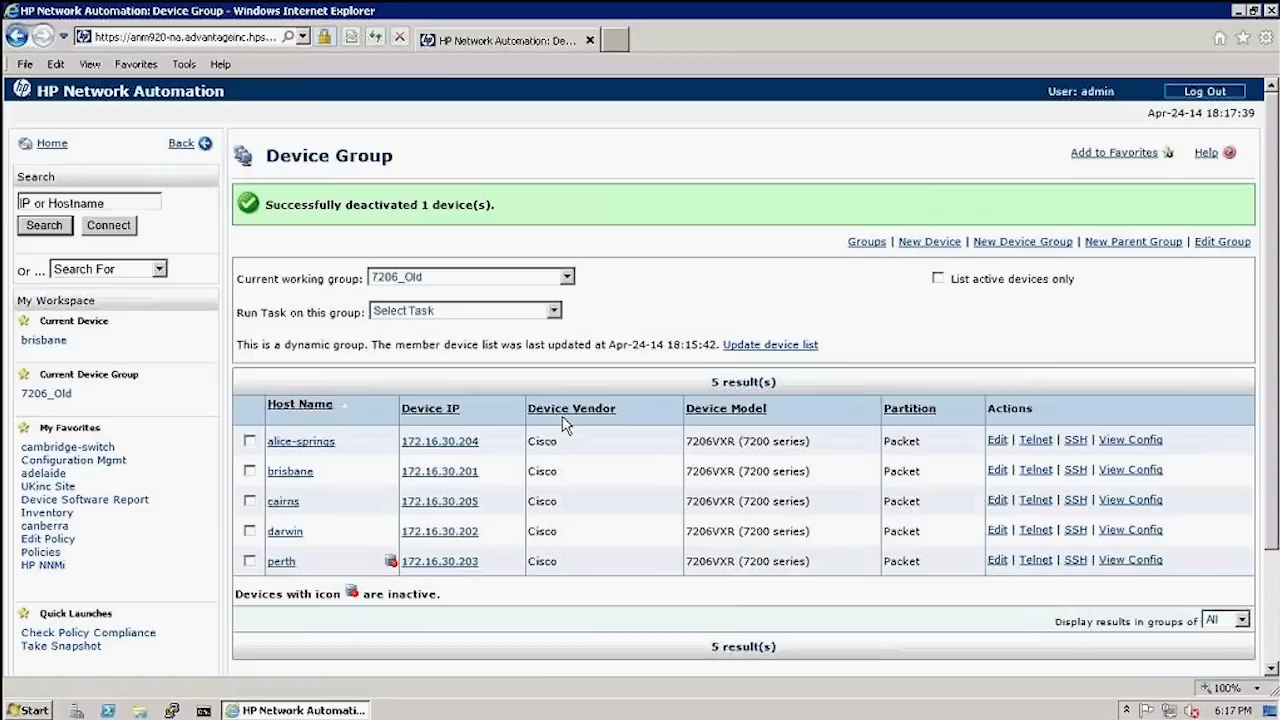 HP Network Automation: Device Group - Windows Internet Explorer
https://anm920-na.advantageinc.hps...
HP Network Automation: De...
File Edit View Favorites Tools Help
HP Network Automation
User: admin Log Out
Apr-24-14 18:17:39
Home Back
Device Group
Add to Favorites Help
Search
IP or Hostname
Search Connect
Or ... Search For
Successfully deactivated 1 device(s).
Groups | New Device | New Device Group | New Parent Group | Edit Group
Current working group: 7206_Old
List active devices only
Run Task on this group: Select Task
This is a dynamic group. The member device list was last updated at Apr-24-14 18:15:42. Update device list
My Workspace
Current Device
brisbane
Current Device Group
7206_Old
My Favorites
cambridge-switch
Configuration Mgmt
adelaide
UKinc Site
Device Software Report
Inventory
canberra
Edit Policy
Policies
HP NNMi
Quick Launches
Check Policy Compliance
Take Snapshot
5 result(s)
Host Name Device IP Device Vendor Device Model Partition Actions
alice-springs 172.16.30.204 Cisco 7206VXR (7200 series) Packet Edit | Telnet | SSH | View Config
brisbane 172.16.30.201 Cisco 7206VXR (7200 series) Packet Edit | Telnet | SSH | View Config
cairns 172.16.30.205 Cisco 7206VXR (7200 series) Packet Edit | Telnet | SSH | View Config
darwin 172.16.30.202 Cisco 7206VXR (7200 series) Packet Edit | Telnet | SSH | View Config
perth 172.16.30.203 Cisco 7206VXR (7200 series) Packet Edit | Telnet | SSH | View Config
Devices with icon are inactive.
Display results in groups of All
5 result(s)
100%
Start
HP Network Automati...
6:17 PM